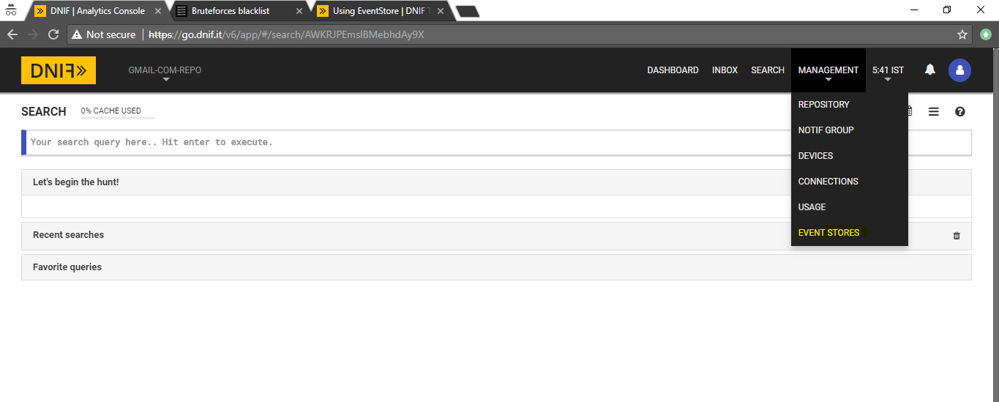 DNIF | Analytics Console
Bruteforces blacklist
Using EventStore | DNIF
Not secure
https://go.dnif.it/v6/app/#/search/AWKRJPEmslBMebhdAy9X
DNIF»
GMAIL-COM-REPO
DASHBOARD
INBOX
SEARCH
MANAGEMENT
5:41 IST
REPOSITORY
NOTIF GROUP
DEVICES
CONNECTIONS
USAGE
EVENT STORES
SEARCH
0% CACHE USED
Your search query here.. Hit enter to execute.
Let's begin the hunt!
Recent searches
Favorite queries